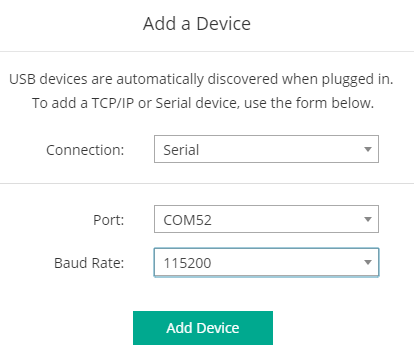 Add a Device
USB devices are automatically discovered when plugged in.
To add a TCP/IP or Serial device, use the form below.
Connection: Serial
Port: COM52
Baud Rate: 115200
Add Device